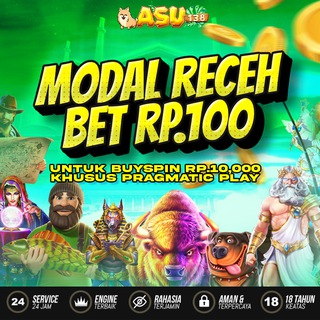 ASU138
MODAL RECEH
BET RP.100
UNTUK BUYSPIN RP.10,000
KHUSUS PRAGMATIC PLAY
24 SERVICE 24 JAM
ENGINE TERBAIK
RAHASIA TERJAMIN
AMAN & TERPERCAYA
18 18 TAHUN KEATAS